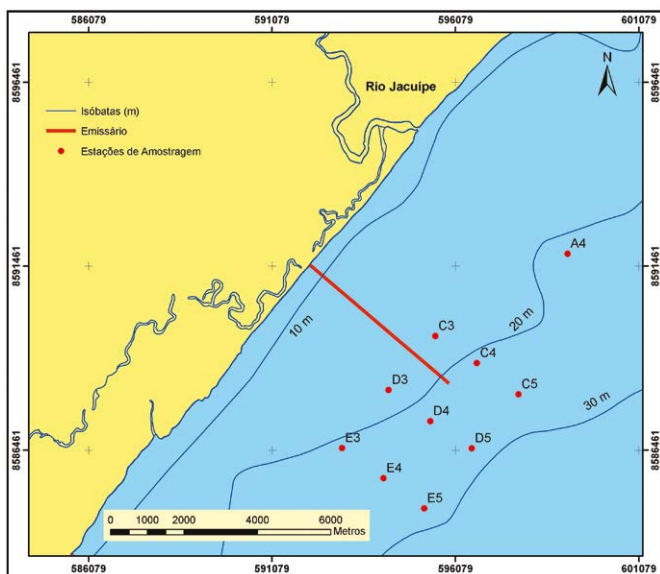 586079 591079 596079 601079
8596461 8596461
N
Rio Jacuípe
Isóbatas (m)
Emissário
Estações de Amostragem
8591461 8591461
A4
10 m
20 m
C3
C4
D3
C5
30 m
D4
E3
D5
8586461 8586461
E4
E5
0 1000 2000 4000 6000
Metros
586079 591079 596079 601079